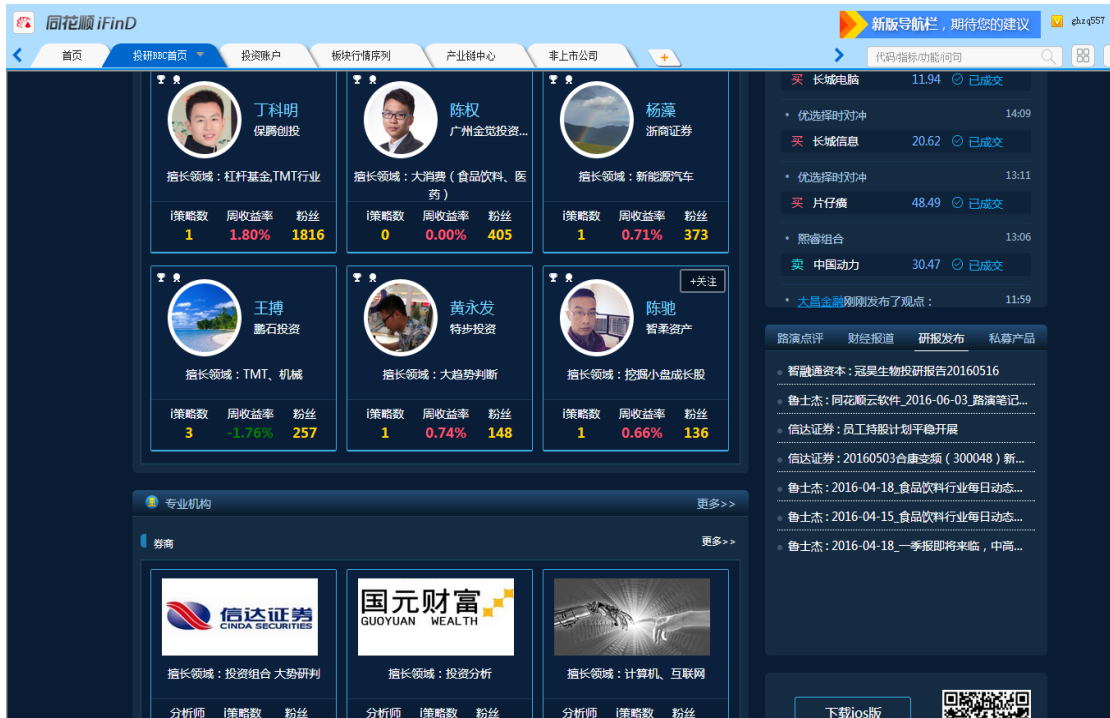 同花顺 iFinD
新版导航栏，期待您的建议
ghzq557
首页
投研BBC首页
投资账户
板块行情序列
产业链中心
非上市公司
代码/指标/功能/问句
丁科明
保腾创投
擅长领域：杠杆基金,TMT行业
i策略数 周收益率 粉丝
1 1.80% 1816
陈权
广州金觉投资...
擅长领域：大消费（食品饮料、医
药）
i策略数 周收益率 粉丝
0 0.00% 405
杨藻
浙商证券
擅长领域：新能源汽车
i策略数 周收益率 粉丝
1 0.71% 373
王搏
鹏石投资
擅长领域：TMT、机械
i策略数 周收益率 粉丝
3 -1.76% 257
黄永发
特步投资
擅长领域：大趋势判断
i策略数 周收益率 粉丝
1 0.74% 148
+关注
陈驰
智柔资产
擅长领域：挖掘小盘成长股
i策略数 周收益率 粉丝
1 0.66% 136
专业机构
更多>>
券商
更多>>
信达证券
CINDA SECURITIES
擅长领域：投资组合 大势研判
分析师 i策略数 粉丝
国元财富
GUOYUAN WEALTH
擅长领域：投资分析
分析师 i策略数 粉丝
擅长领域：计算机、互联网
分析师 i策略数 粉丝
买 长城电脑 11.94 已成交
优选择时对冲 14:09
买 长城信息 20.62 已成交
优选择时对冲 13:11
买 片仔癀 48.49 已成交
熙睿组合 13:06
卖 中国动力 30.47 已成交
大昌金融刚刚发布了观点： 11:59
路演点评 财经报道 研报发布 私募产品
智融通资本：冠昊生物投研报告20160516
鲁士杰：同花顺云软件_2016-06-03_路演笔记...
信达证券：员工持股计划平稳开展
信达证券：20160503合康变频（300048）新...
鲁士杰：2016-04-18_食品饮料行业每日动态...
鲁士杰：2016-04-15_食品饮料行业每日动态...
鲁士杰：2016-04-18_一季报即将来临，中高...
下载ios版